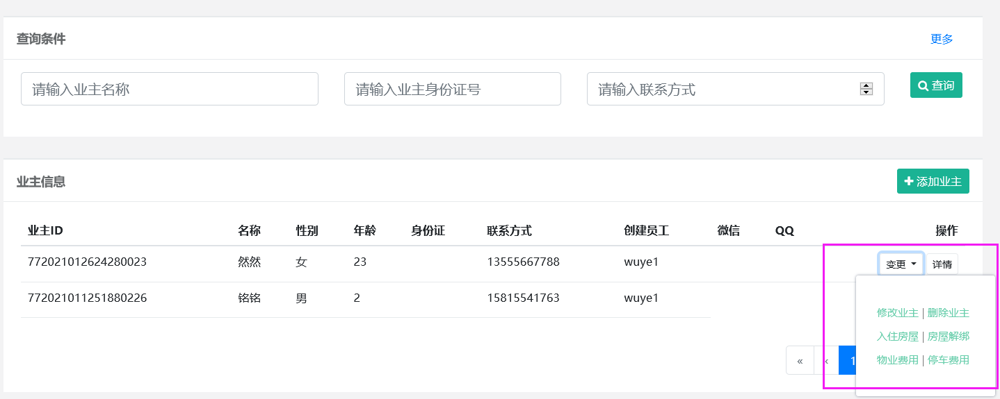 查询条件 更多
请输入业主名称 请输入业主身份证号 请输入联系方式 查询
业主信息 添加业主
业主ID 名称 性别 年龄 身份证 联系方式 创建员工 微信 QQ 操作
772021012624280023 然然 女 23 13555667788 wuye1 变更 详情
772021011251880226 铭铭 男 2 15815541763 wuye1
修改业主 | 删除业主
入住房屋 | 房屋解绑
« ‹ 1 物业费用 | 停车费用